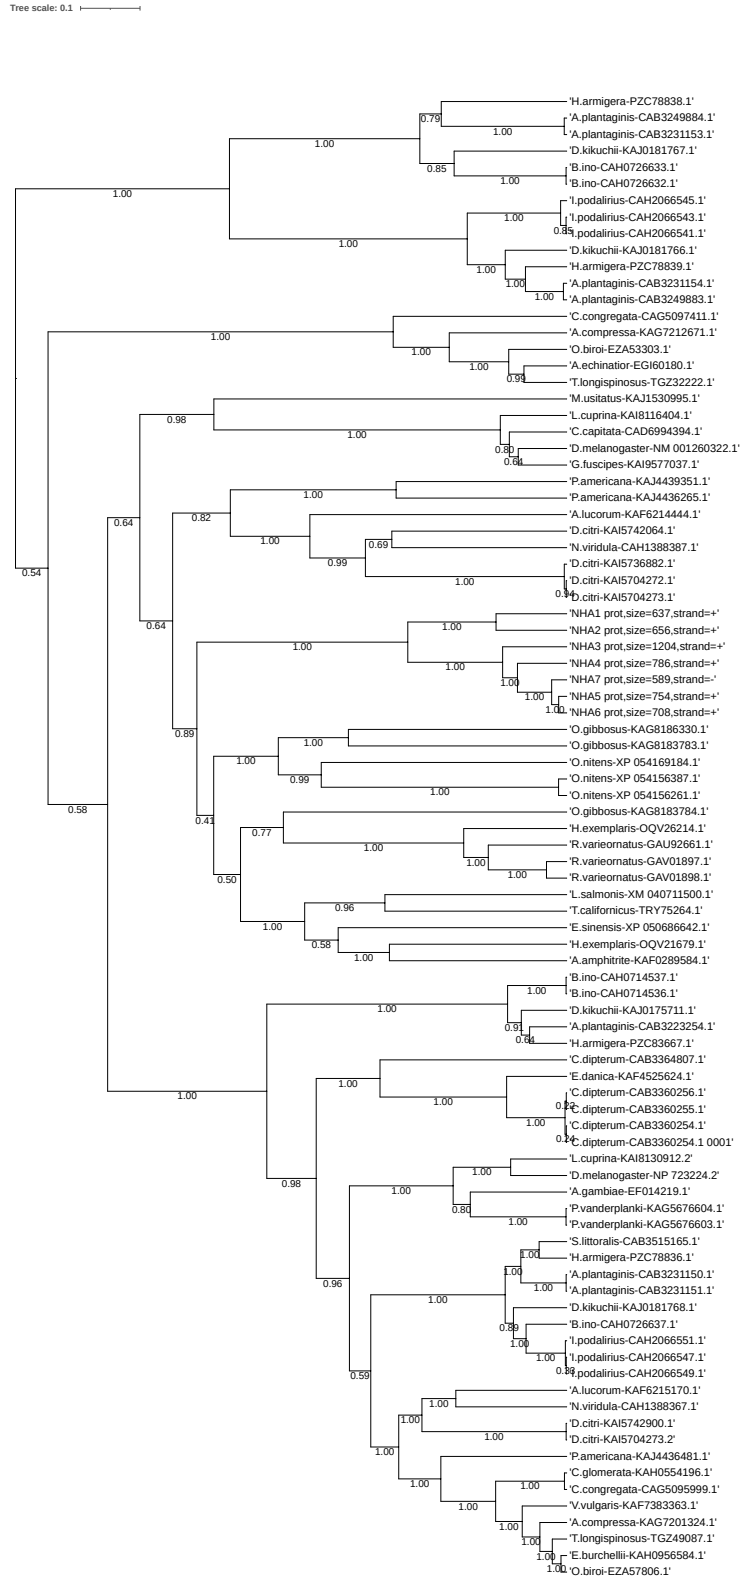 Tree scale: 0.1
'H.armigera-PZC78838.1'
0.79
'A.plantaginis-CAB3249884.1'
1.00
'A.plantaginis-CAB3231153.1'
1.00
'D.kikuchii-KAJ0181767.1'
0.85
'B.ino-CAH0726633.1'
1.00
'B.ino-CAH0726632.1'
1.00
'I.podalirius-CAH2066545.1'
1.00
'I.podalirius-CAH2066543.1'
0.85
'I.podalirius-CAH2066541.1'
1.00
'D.kikuchii-KAJ0181766.1'
1.00
'H.armigera-PZC78839.1'
1.00
'A.plantaginis-CAB3231154.1'
1.00
'A.plantaginis-CAB3249883.1'
'C.congregata-CAG5097411.1'
1.00
'A.compressa-KAG7212671.1'
1.00
'O.biroi-EZA53303.1'
1.00
'A.echinatior-EGI60180.1'
0.99
'T.longispinosus-TGZ32222.1'
'M.usitatus-KAJ1530995.1'
0.98
'L.cuprina-KAI8116404.1'
1.00
'C.capitata-CAD6994394.1'
0.80
'D.melanogaster-NM 001260322.1'
0.64
'G.fuscipes-KAI9577037.1'
'P.americana-KAJ4439351.1'
1.00
'P.americana-KAJ4436265.1'
0.82
'A.lucorum-KAF6214444.1'
0.64
1.00
'D.citri-KAI5742064.1'
0.69
'N.viridula-CAH1388387.1'
0.99
'D.citri-KAI5736882.1'
0.54
1.00
'D.citri-KAI5704272.1'
0.94
'D.citri-KAI5704273.1'
'NHA1 prot,size=637,strand=+'
0.64
1.00
'NHA2 prot,size=656,strand=+'
1.00
'NHA3 prot,size=1204,strand=+'
1.00
'NHA4 prot,size=786,strand=+'
1.00
'NHA7 prot,size=589,strand=-'
1.00
'NHA5 prot,size=754,strand=+'
1.00
'NHA6 prot,size=708,strand=+'
'O.gibbosus-KAG8186330.1'
0.89
1.00
'O.gibbosus-KAG8183783.1'
1.00
'O.nitens-XP 054169184.1'
0.99
'O.nitens-XP 054156387.1'
1.00
'O.nitens-XP 054156261.1'
0.58
'O.gibbosus-KAG8183784.1'
0.41
0.77
'H.exemplaris-OQV26214.1'
1.00
'R.varieornatus-GAU92661.1'
1.00
'R.varieornatus-GAV01897.1'
1.00
'R.varieornatus-GAV01898.1'
0.50
'L.salmonis-XM 040711500.1'
0.96
'T.californicus-TRY75264.1'
1.00
'E.sinensis-XP 050686642.1'
0.58
'H.exemplaris-OQV21679.1'
1.00
'A.amphitrite-KAF0289584.1'
'B.ino-CAH0714537.1'
1.00
'B.ino-CAH0714536.1'
1.00
'D.kikuchii-KAJ0175711.1'
0.91
'A.plantaginis-CAB3223254.1'
0.64
'H.armigera-PZC83667.1'
'C.dipterum-CAB3364807.1'
1.00
'E.danica-KAF4525624.1'
1.00
'C.dipterum-CAB3360256.1'
1.00
'C.dipterum-CAB3360255.1'
1.00
'C.dipterum-CAB3360254.1'
0.24
'C.dipterum-CAB3360254.1 0001'
'L.cuprina-KAI8130912.2'
1.00
'D.melanogaster-NP 723224.2'
0.98
1.00
'A.gambiae-EF014219.1'
0.80
'P.vanderplanki-KAG5676604.1'
1.00
'P.vanderplanki-KAG5676603.1'
'S.littoralis-CAB3515165.1'
1.00
'H.armigera-PZC78836.1'
1.00
'A.plantaginis-CAB3231150.1'
0.96
1.00
'A.plantaginis-CAB3231151.1'
1.00
'D.kikuchii-KAJ0181768.1'
0.89
'B.ino-CAH0726637.1'
1.00
'I.podalirius-CAH2066551.1'
1.00
'I.podalirius-CAH2066547.1'
'I.podalirius-CAH2066549.1'
0.59
'A.lucorum-KAF6215170.1'
1.00
'N.viridula-CAH1388367.1'
1.00
'D.citri-KAI5742900.1'
1.00
'D.citri-KAI5704273.2'
1.00
'P.americana-KAJ4436481.1'
1.00
'C.glomerata-KAH0554196.1'
1.00
'C.congregata-CAG5095999.1'
1.00
'V.vulgaris-KAF7383363.1'
1.00
'A.compressa-KAG7201324.1'
1.00
'T.longispinosus-TGZ49087.1'
1.00
'E.burchellii-KAH0956584.1'
1.00
'O.biroi-EZA57806.1'